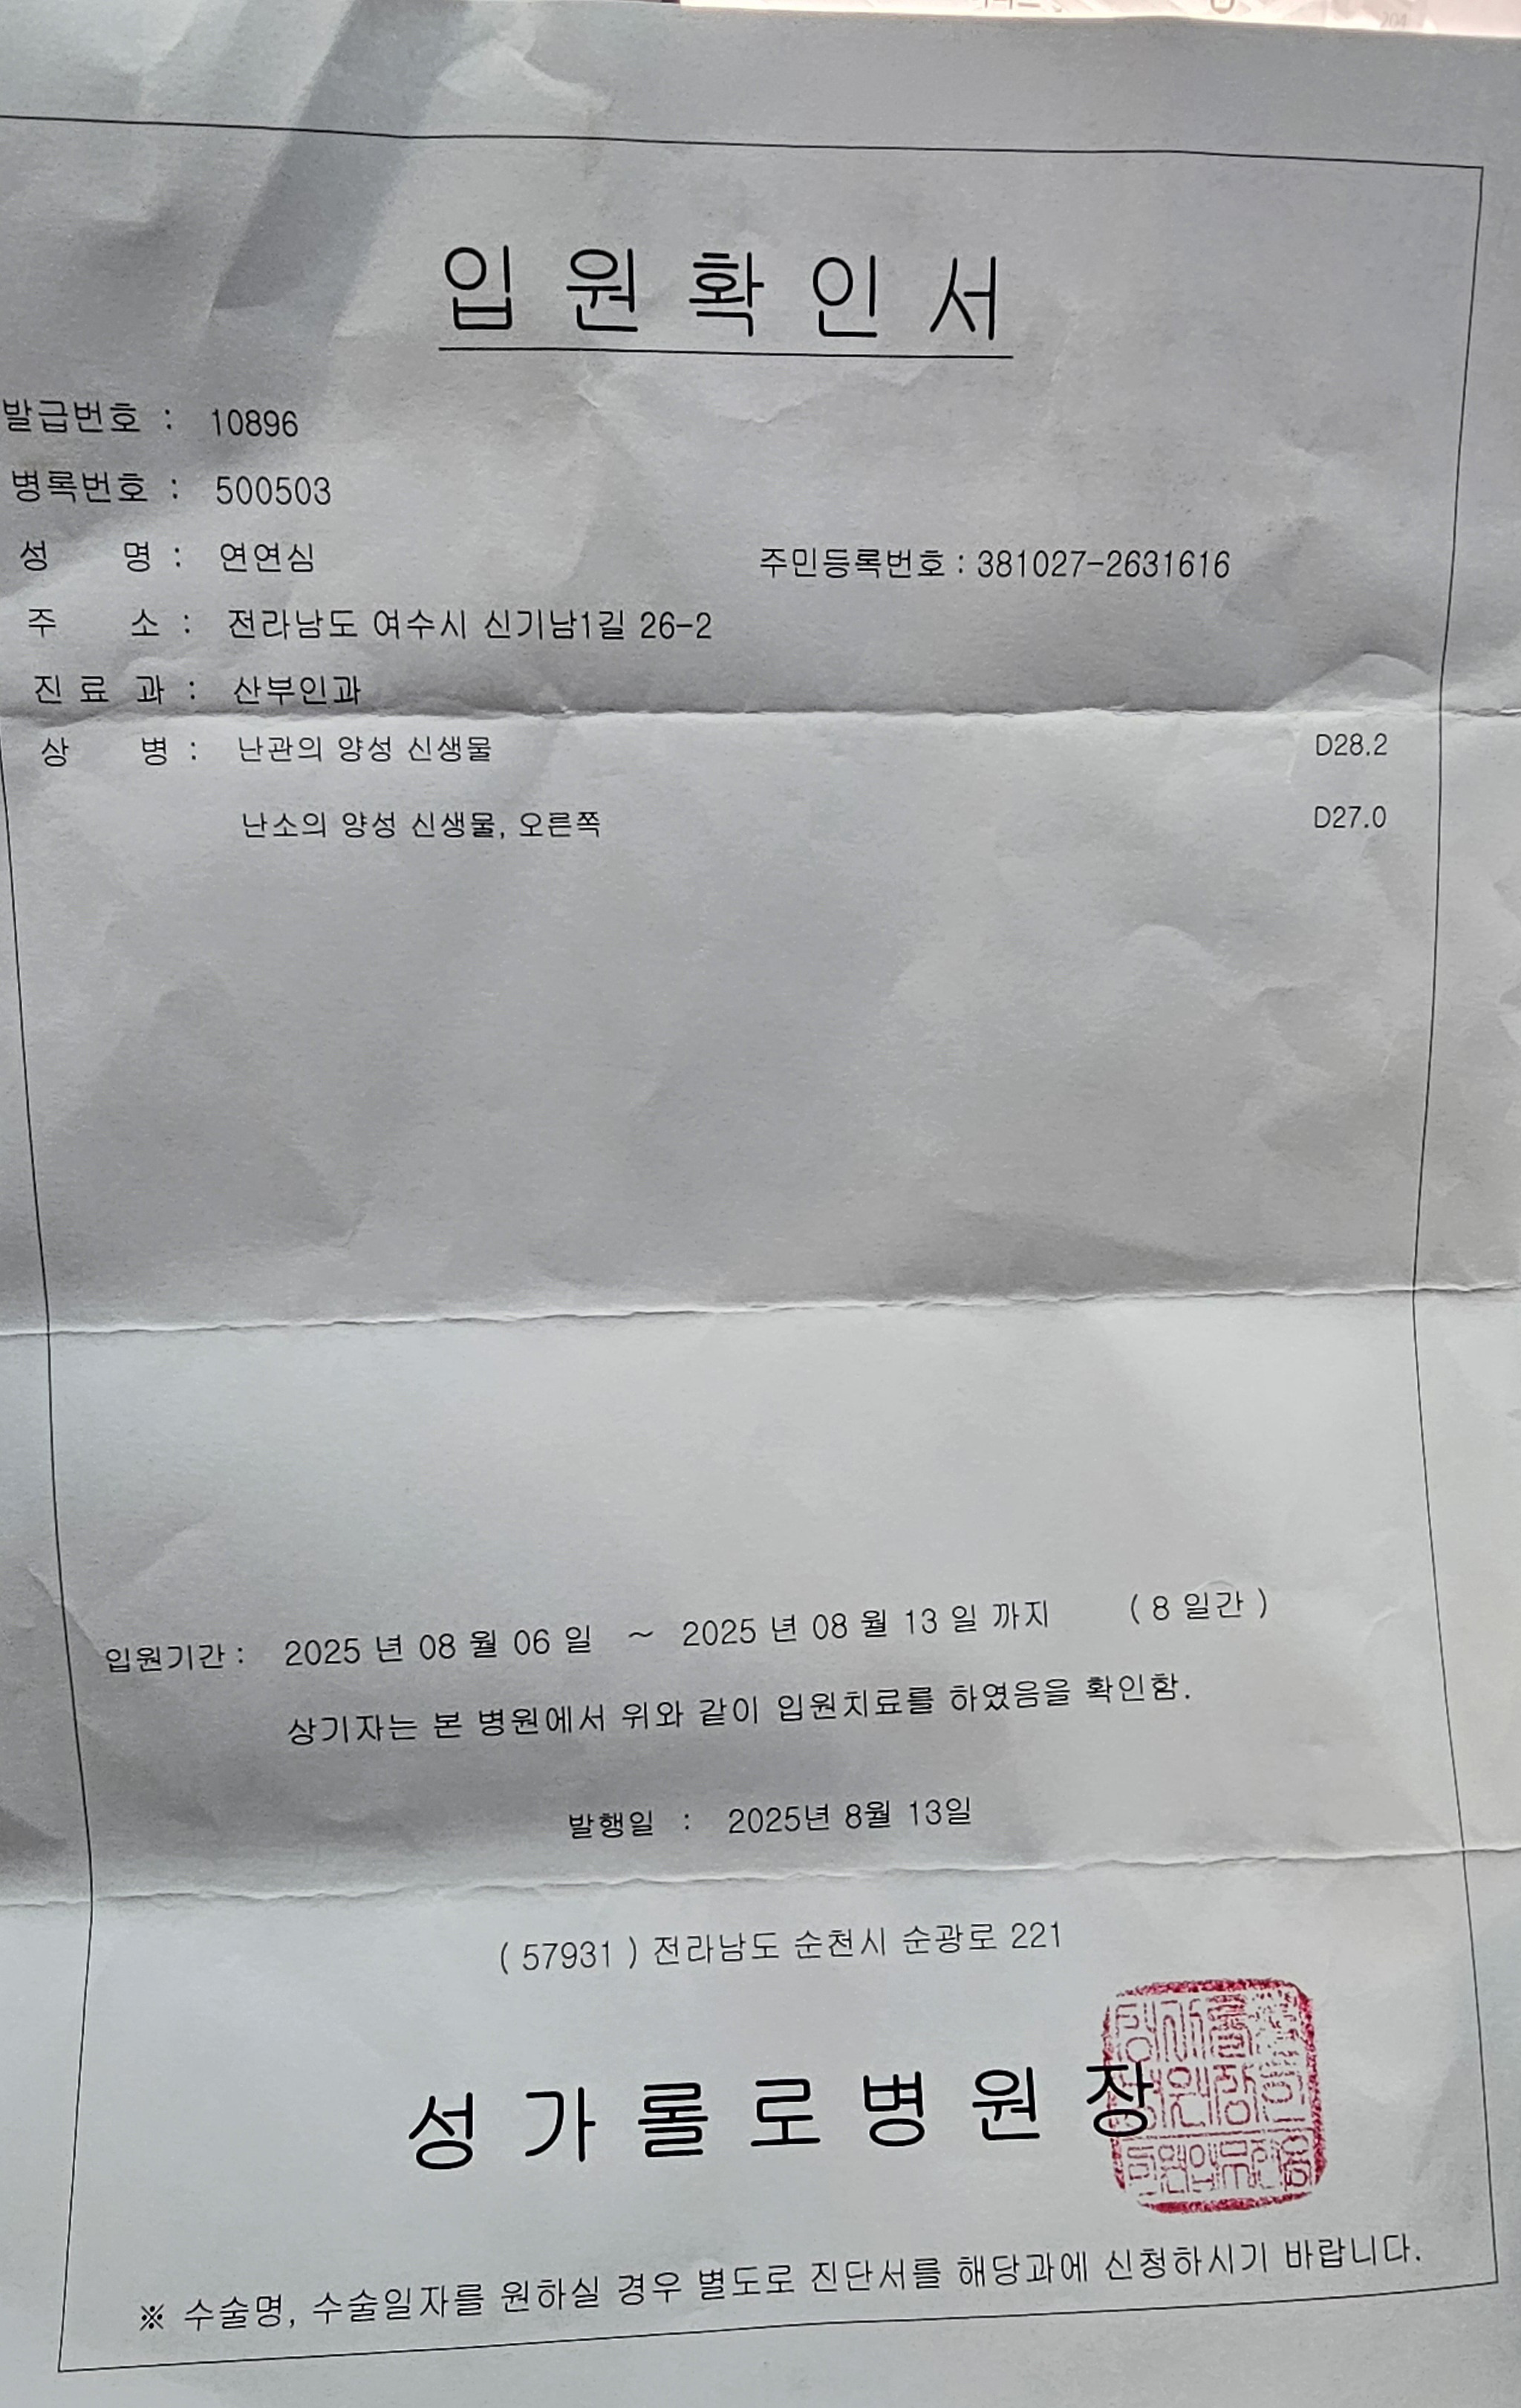 입원확인서
발급번호 : 10896
병록번호 : 500503
성 명 : 연연심 주민등록번호 : 381027-2631616
주 소 : 전라남도 여수시 신기남1길 26-2
진 료 과 : 산부인과
상 병 : 난관의 양성 신생물 D28.2
난소의 양성 신생물, 오른쪽 D27.0
입원기간 : 2025 년 08 월 06 일 ~ 2025 년 08 월 13 일 까지 ( 8 일간 )
상기자는 본 병원에서 위와 같이 입원치료를 하였음을 확인함.
발행일 : 2025년 8월 13일
( 57931 ) 전라남도 순천시 순광로 221
성가롤로병원장
※ 수술명, 수술일자를 원하실 경우 별도로 진단서를 해당과에 신청하시기 바랍니다.